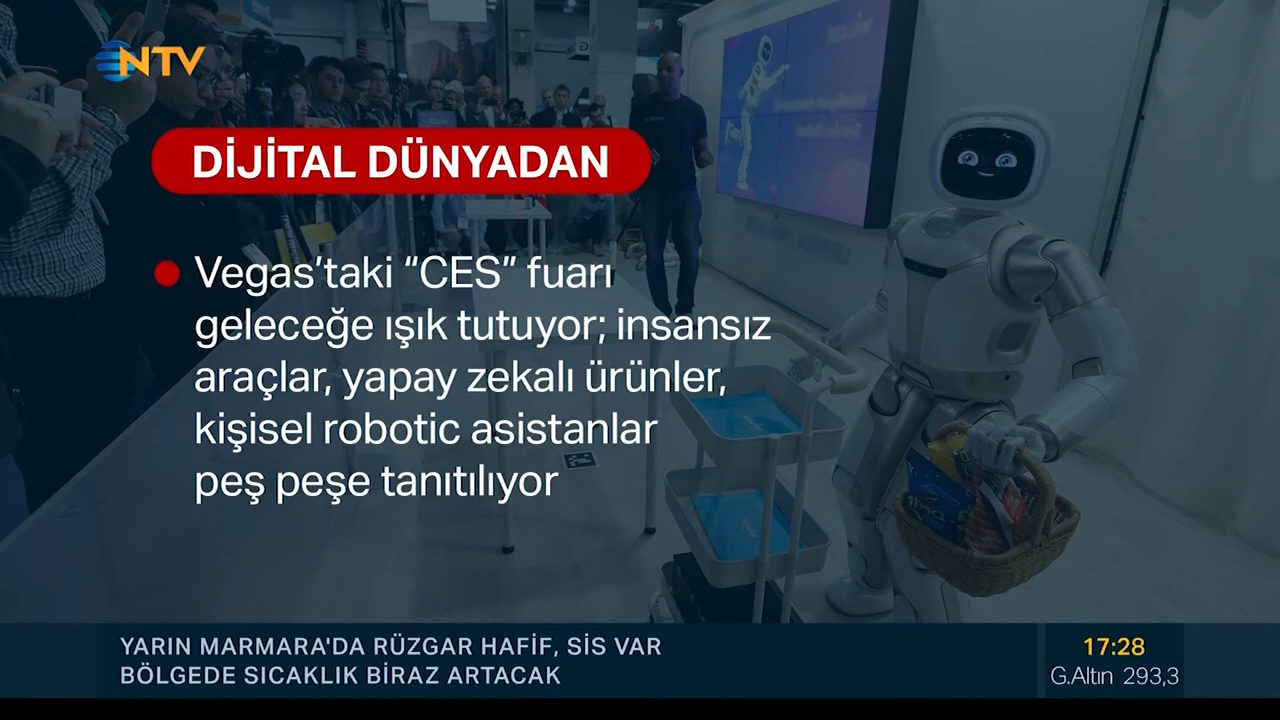 NTV
DİJİTAL DÜNYADAN
Vegas’taki “CES” fuarı
geleceğe ışık tutuyor; insansız
araçlar, yapay zekalı ürünler,
kişisel robotic asistanlar
peş peşe tanıtılıyor
YARIN MARMARA'DA RÜZGAR HAFİF, SİS VAR
BÖLGEDE SICAKLIK BİRAZ ARTACAK
17:28
G.Altın 293,3